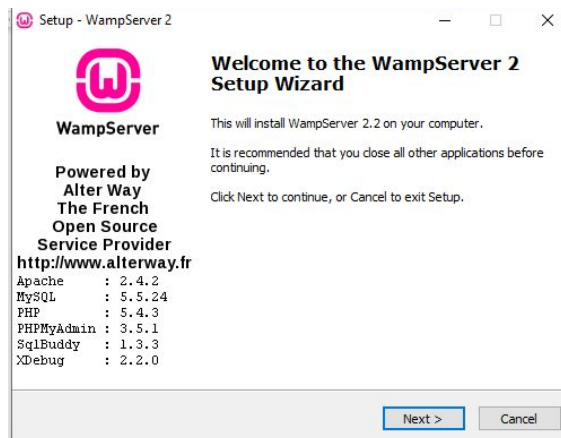 Setup - WampServer 2
WampServer
Powered by
Alter Way
The French
Open Source
Service Provider
http://www.alterway.fr
Apache : 2.4.2
MySQL : 5.5.24
PHP : 5.4.3
PHPMyAdmin : 3.5.1
SqlBuddy : 1.3.3
XDebug : 2.2.0
Welcome to the WampServer 2
Setup Wizard
This will install WampServer 2.2 on your computer.
It is recommended that you close all other applications before
continuing.
Click Next to continue, or Cancel to exit Setup.
Next >
Cancel